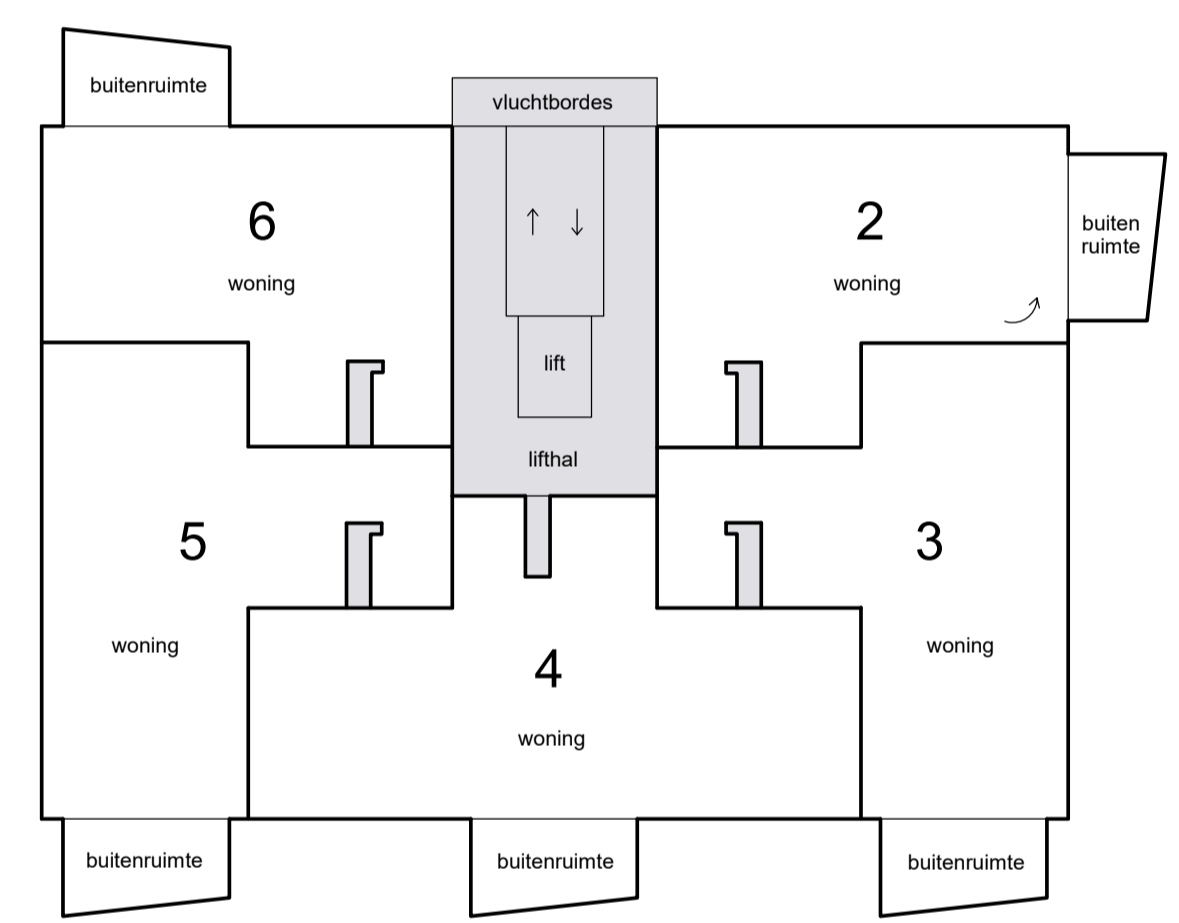 buitenruimte
vluchtbordes
6
woning
↑ ↓
2
woning
buiten
ruimte
lift
lifthal
5
woning
3
woning
4
woning
buitenruimte
buitenruimte
buitenruimte